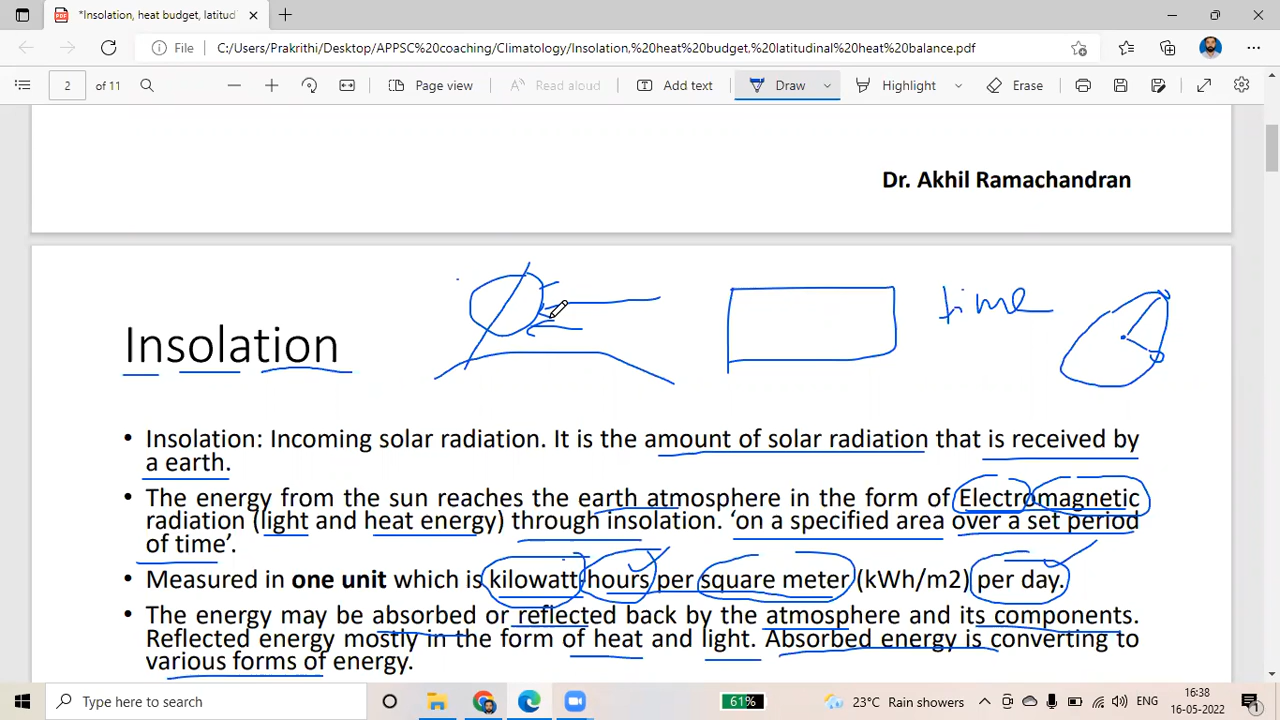 *Insolation, heat budget, latitud
File C:/Users/Prakrithi/Desktop/APPSC%20coaching/Climatology/Insolation,%20heat%20budget,%20latitudinal%20heat%20balance.pdf
2 of 11 Page view Read aloud Add text Draw Highlight Erase
Dr. Akhil Ramachandran
time
Insolation
• Insolation: Incoming solar radiation. It is the amount of solar radiation that is received by
a earth.
• The energy from the sun reaches the earth atmosphere in the form of Electromagnetic
radiation (light and heat energy) through insolation. ‘on a specified area over a set period
of time’.
• Measured in one unit which is kilowatt-hours per square meter (kWh/m2) per day.
• The energy may be absorbed or reflected back by the atmosphere and its components.
Reflected energy mostly in the form of heat and light. Absorbed energy is converting to
various forms of energy.
Type here to search 61% 23°C Rain showers ENG 16:38
16-05-2022 1